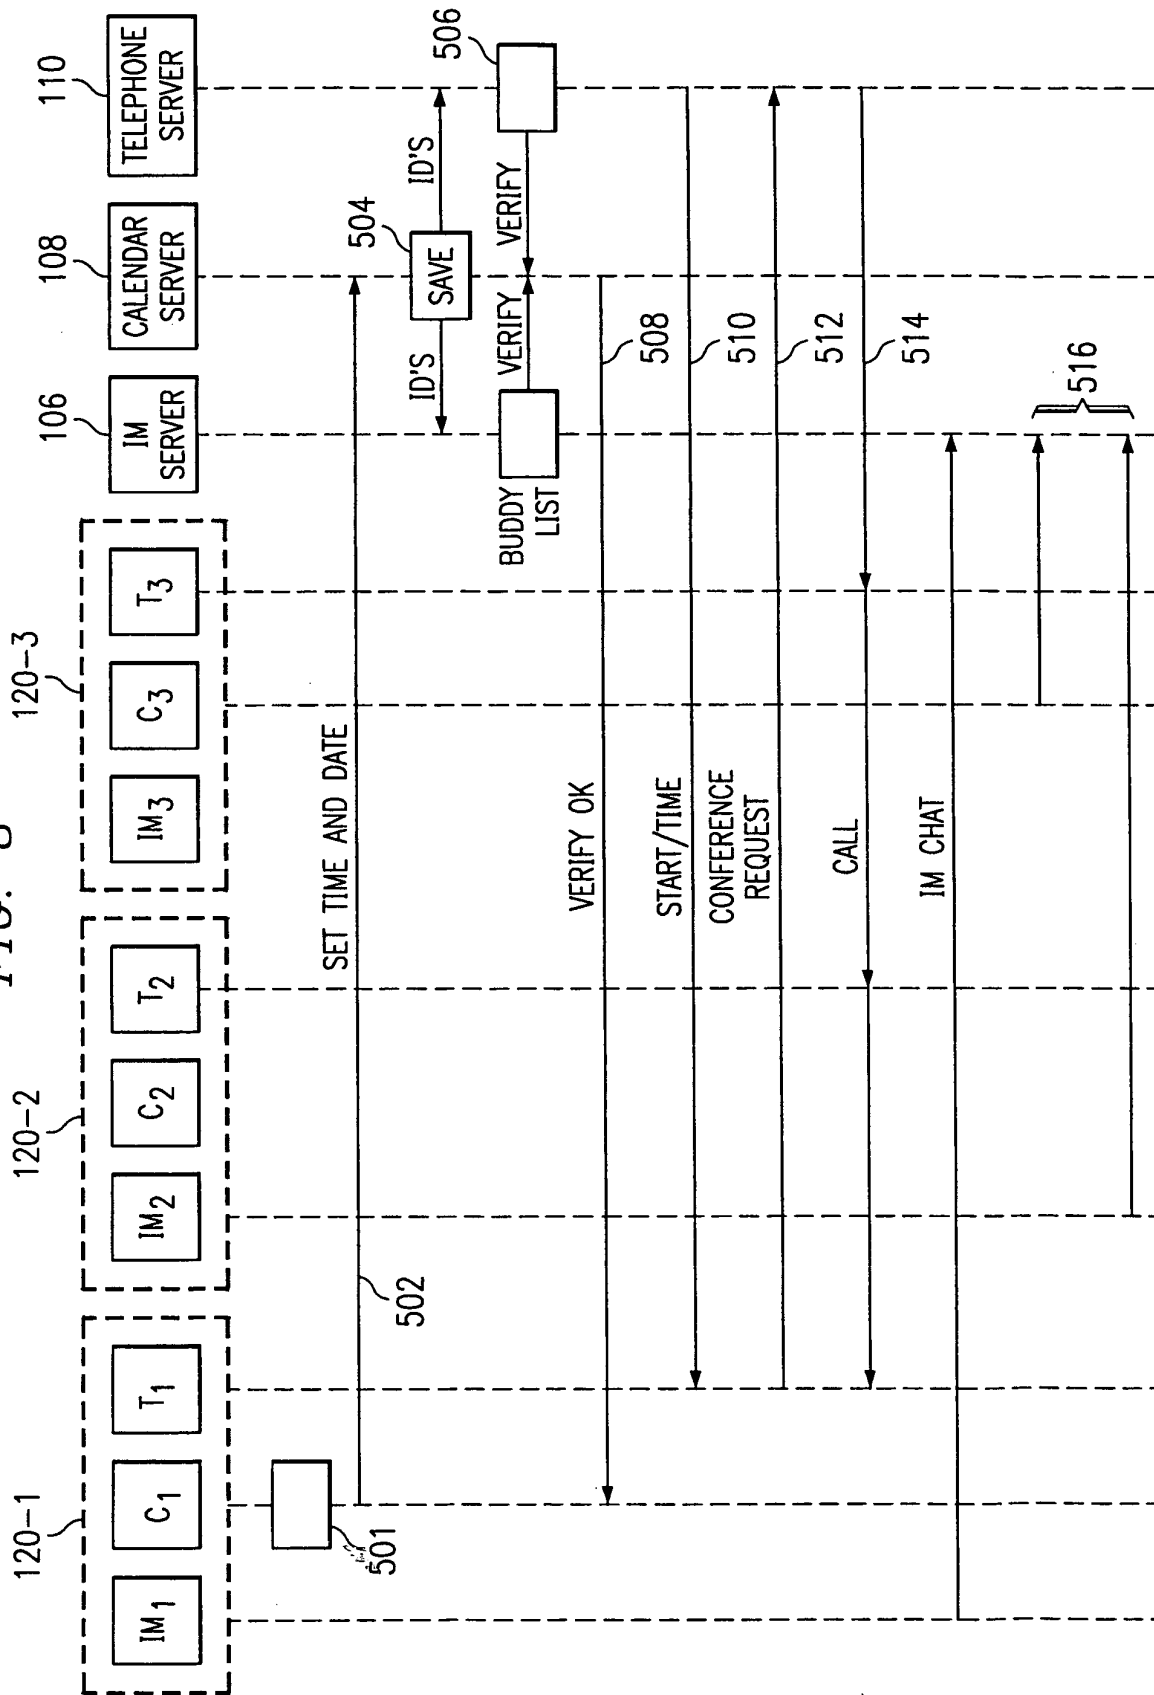 FIG.
120-1
120-2
120-3
106
108
110
IM1
C1
T1
IM2
C2
T2
IM3
C3
T3
IM
SERVER
CALENDAR
SERVER
TELEPHONE
SERVER
501
502
SET TIME AND DATE
504
ID'S
SAVE
ID'S
506
BUDDY
LIST
VERIFY
VERIFY
VERIFY OK
508
START/TIME
510
CONFERENCE
REQUEST
512
CALL
514
IM CHAT
516